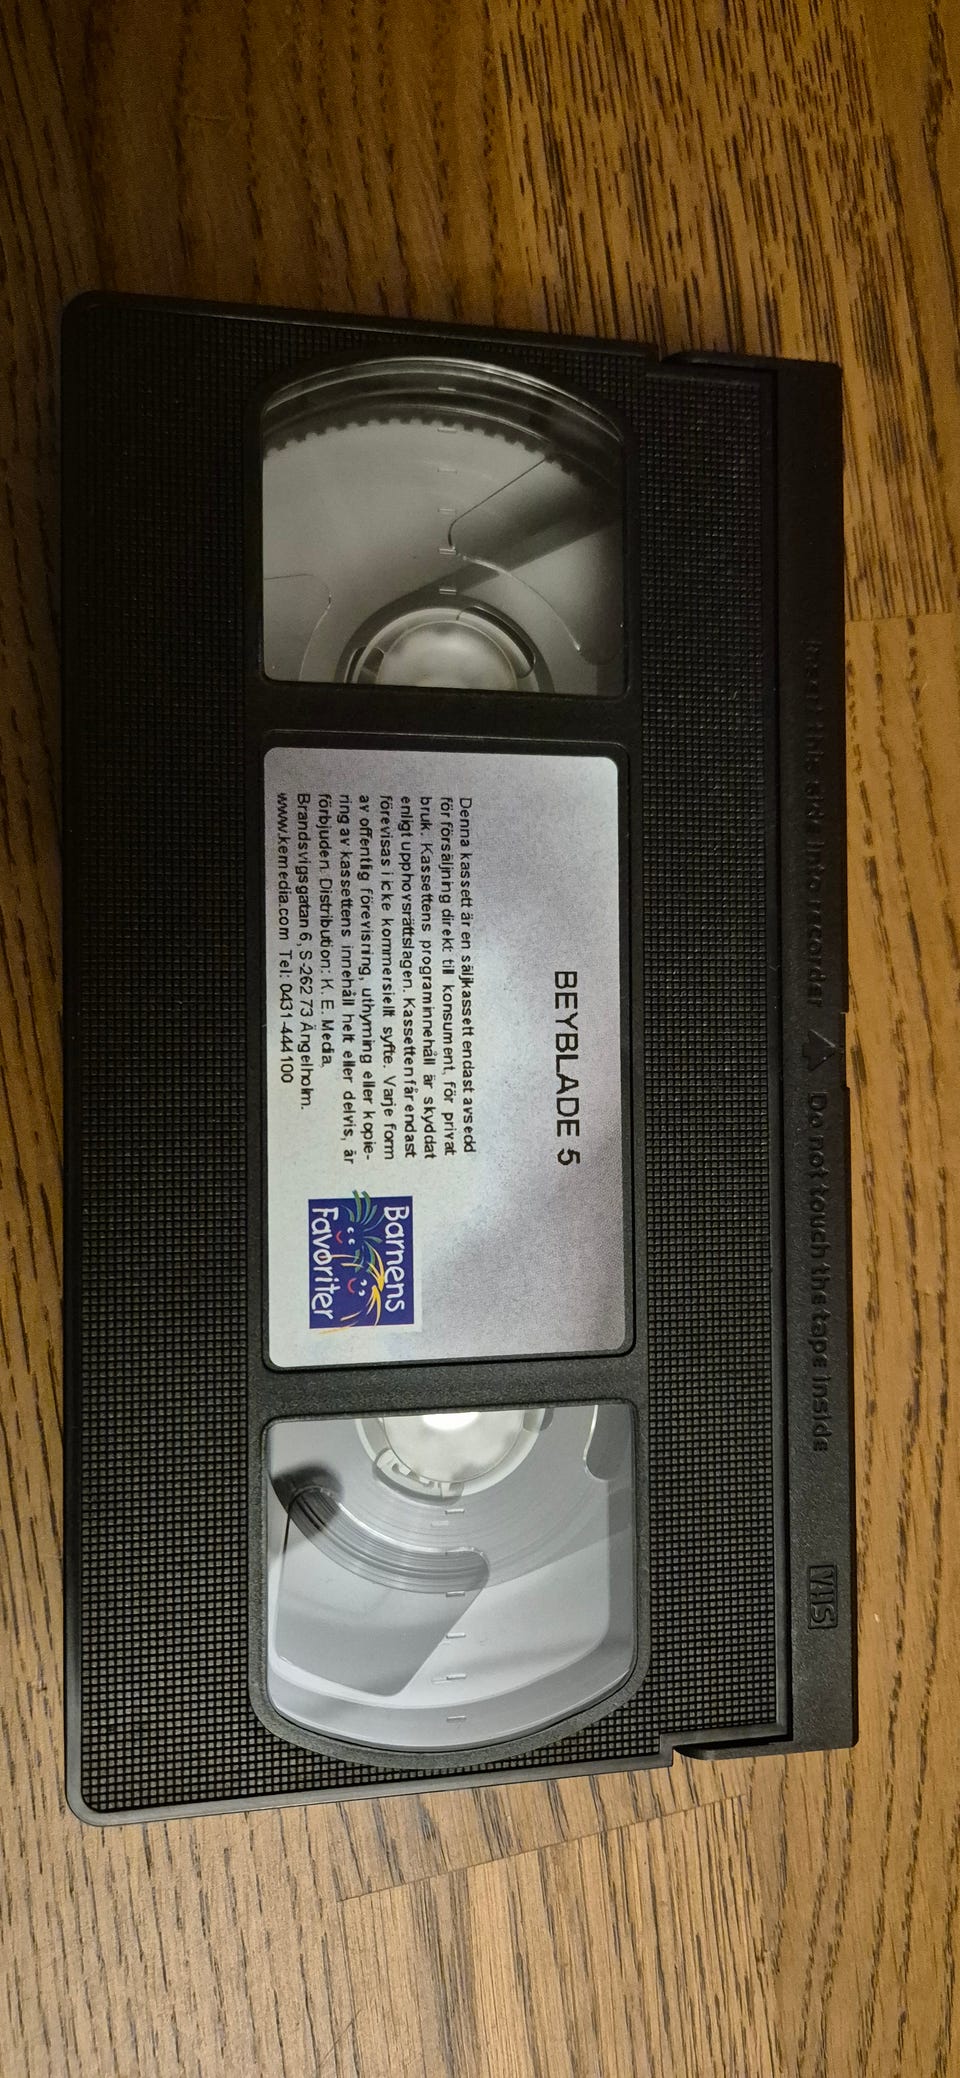 Insert this side into recorder
Do not touch the tape inside
VHS
BEYBLADE 5
Denna kassett är en säljkassett endast avsedd
för försäljning direkt till konsument, för privat
bruk. Kassettens programinnehåll är skyddat
enligt upphovsrättslagen. Kassetten får endast
förevisas i icke kommersiellt syfte. Varje form
av offentlig förevisning, uthyrning eller kopie-
ring av kassettens innehåll helt eller delvis, är
förbjuden. Distribution: K. E. Media,
Brandsvigsgatan 6, S-262 73 Ängelholm.
www.kemedia.com Tel: 0431-444100
Barnens
Favoriter